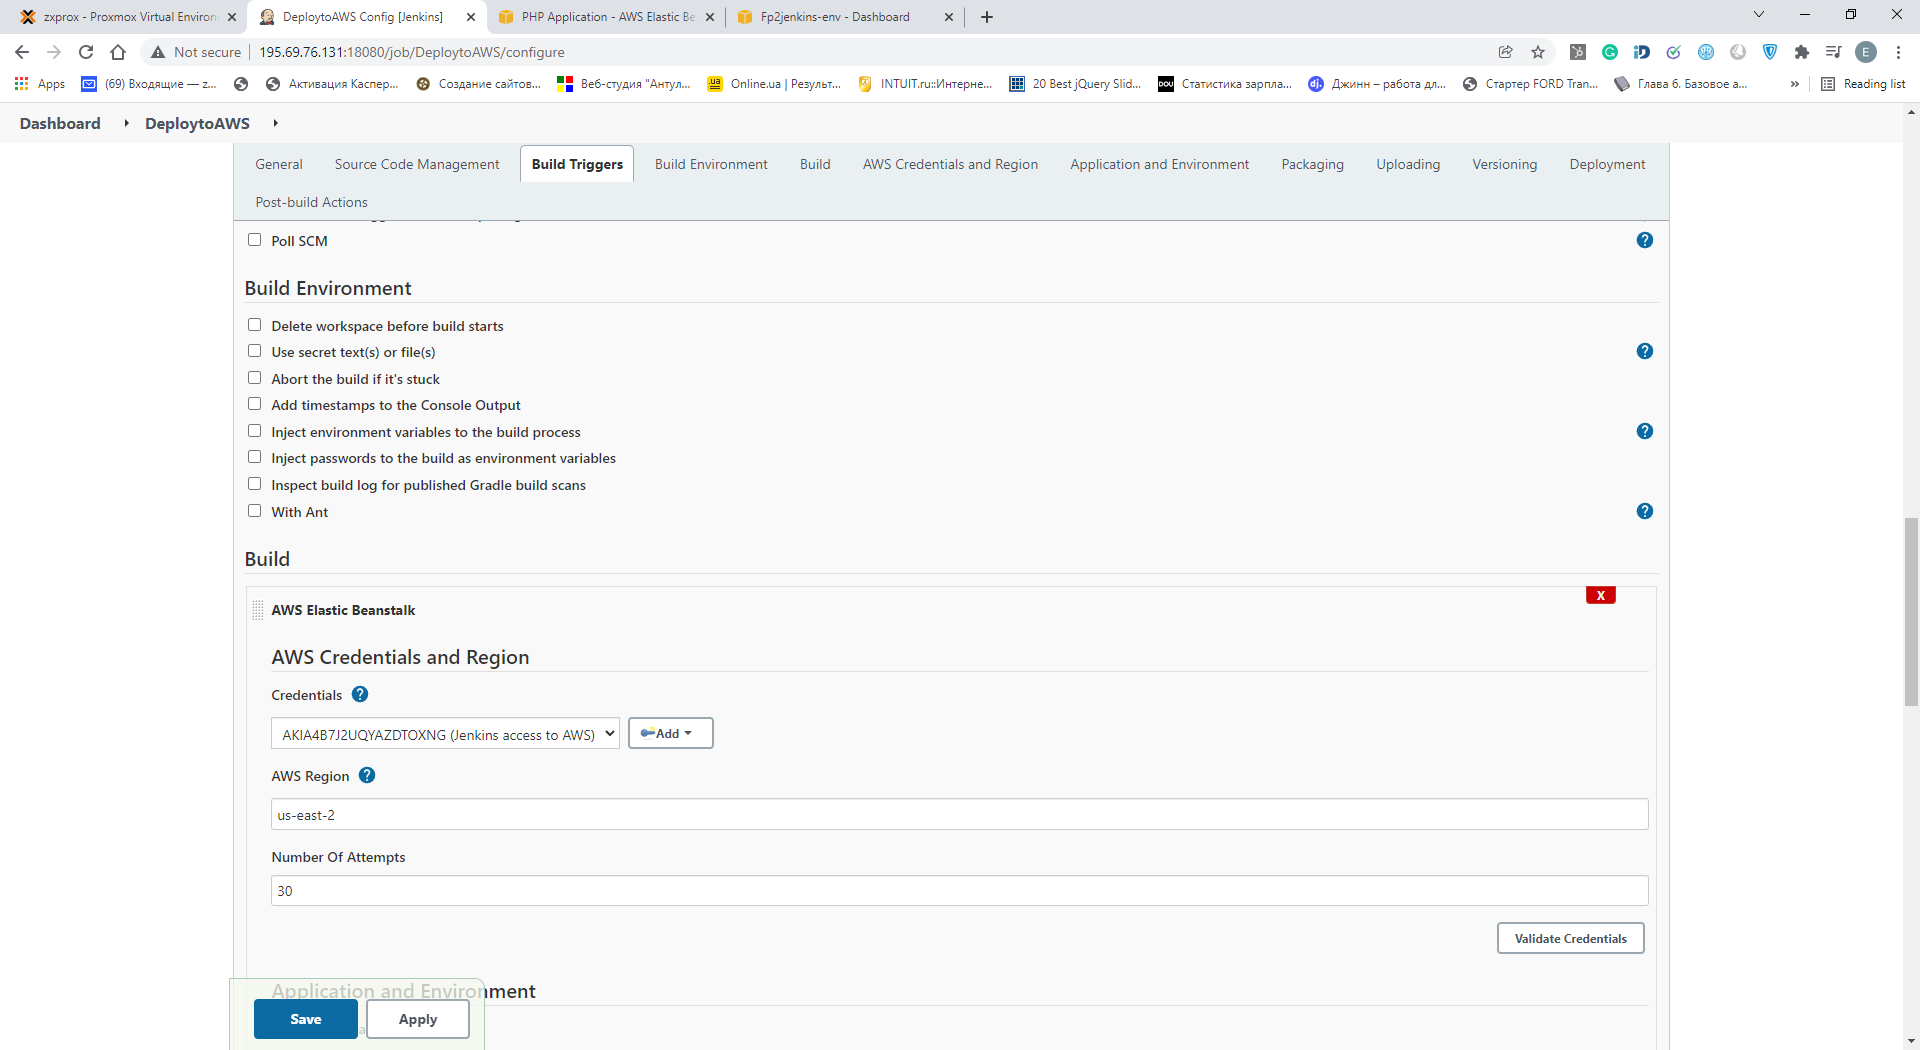 zxprox - Proxmox Virtual Environ
DeploytoAWS Config [Jenkins]
PHP Application - AWS Elastic Be
Fp2jenkins-env - Dashboard
Not secure
195.69.76.131:18080/job/DeploytoAWS/configure
E
Apps
(69) Входящие — z...
Активация Каспер...
Создание сайтов...
Веб-студия "Антул...
Online.ua | Результ...
INTUIT.ru::Интерне...
20 Best jQuery Slid...
DOU
Статистика зарпла...
dj.
Джинн – работа дл...
Стартер FORD Tran...
Глава 6. Базовое а...
»
Reading list
Dashboard
DeploytoAWS
General
Source Code Management
Build Triggers
Build Environment
Build
AWS Credentials and Region
Application and Environment
Packaging
Uploading
Versioning
Deployment
Post-build Actions
Poll SCM
?
Build Environment
Delete workspace before build starts
Use secret text(s) or file(s)
?
Abort the build if it's stuck
Add timestamps to the Console Output
Inject environment variables to the build process
?
Inject passwords to the build as environment variables
Inspect build log for published Gradle build scans
With Ant
?
Build
X
AWS Elastic Beanstalk
AWS Credentials and Region
Credentials
?
AKIA4B7J2UQYAZDTOXNG (Jenkins access to AWS)
Add
AWS Region
?
us-east-2
Number Of Attempts
30
Validate Credentials
Application and Environment
Save
Apply